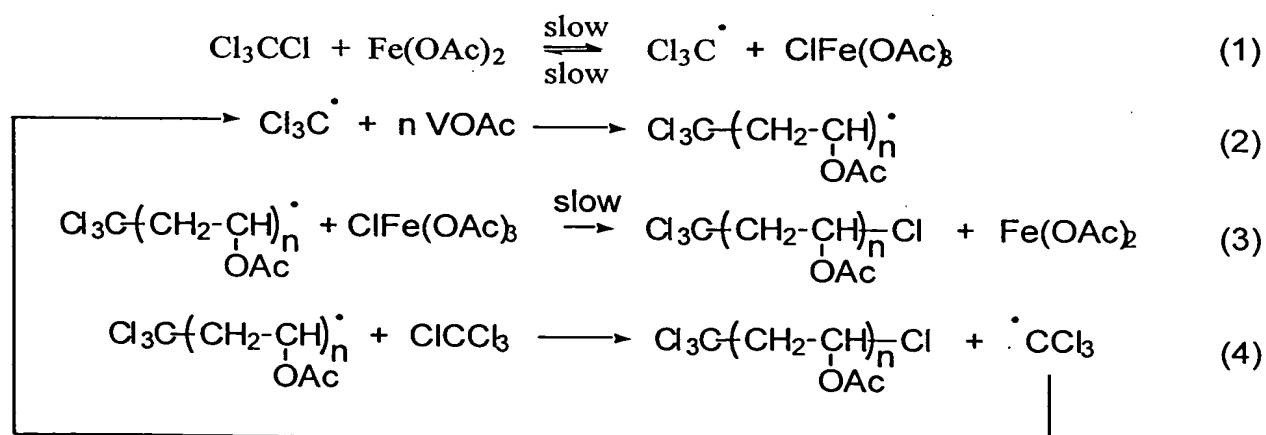 slow
Cl₃CCl + Fe(OAc)₂ ⇌ Cl₃C• + ClFe(OAc)₃ (1)
slow
Cl₃C• + n VOAc → Cl₃C-(CH₂-CH)ₙ• (2)
OAc
slow
Cl₃C-(CH₂-CH)ₙ• + ClFe(OAc)₃ → Cl₃C-(CH₂-CH)ₙ-Cl + Fe(OAc)₂ (3)
OAc OAc
Cl₃C-(CH₂-CH)ₙ• + ClCCl₃ → Cl₃C-(CH₂-CH)ₙ-Cl + •CCl₃ (4)
OAc OAc